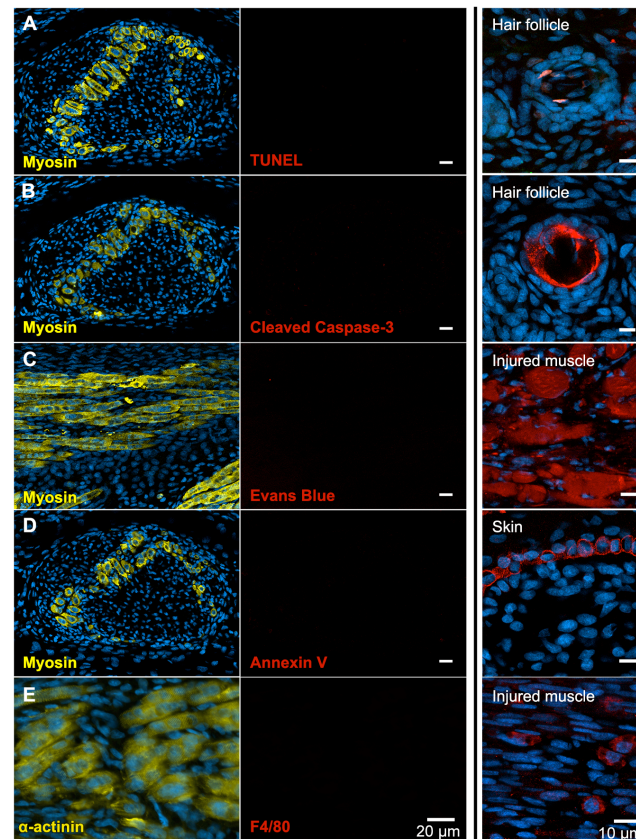 A
Myosin
TUNEL
Hair follicle
B
Myosin
Cleaved Caspase-3
Hair follicle
C
Myosin
Evans Blue
Injured muscle
D
Myosin
Annexin V
Skin
E
α-actinin
F4/80
20 μm
Injured muscle
10 μm